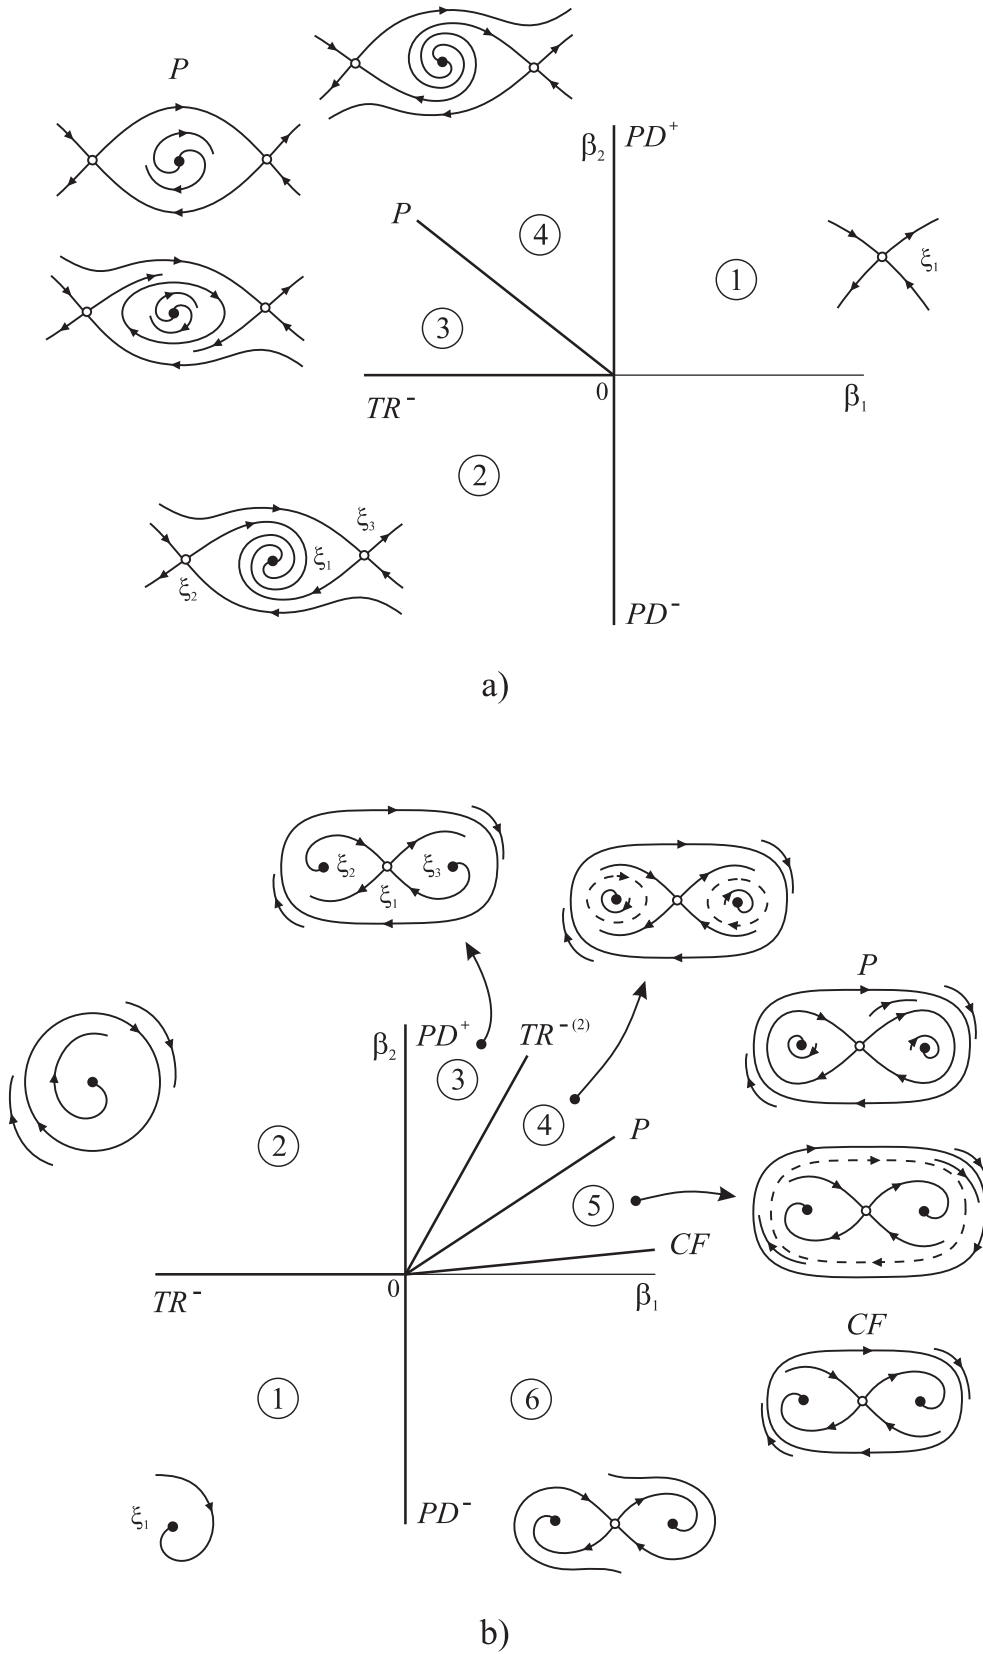 P
β₂ PD⁺
P
④
①
ξ₁
③
0
β₁
TR⁻
②
ξ₃
ξ₁
ξ₂
PD⁻
a)
ξ₂
ξ₃
ξ₁
P
β₂ PD⁺
TR⁻⁽²⁾
③
④
P
②
⑤
CF
TR⁻
0
β₁
CF
①
⑥
ξ₁
PD⁻
b)